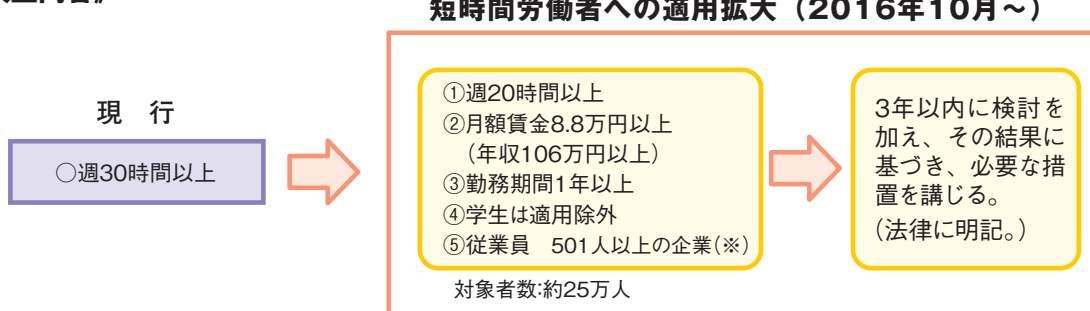 短時間労働者への適用拡大（2016年10月～）
現　行
○週30時間以上
①週20時間以上
②月額賃金8.8万円以上
（年収106万円以上）
③勤務期間1年以上
④学生は適用除外
⑤従業員　501人以上の企業(※)
対象者数:約25万人
3年以内に検討を
加え、その結果に
基づき、必要な措
置を講じる。
（法律に明記。）